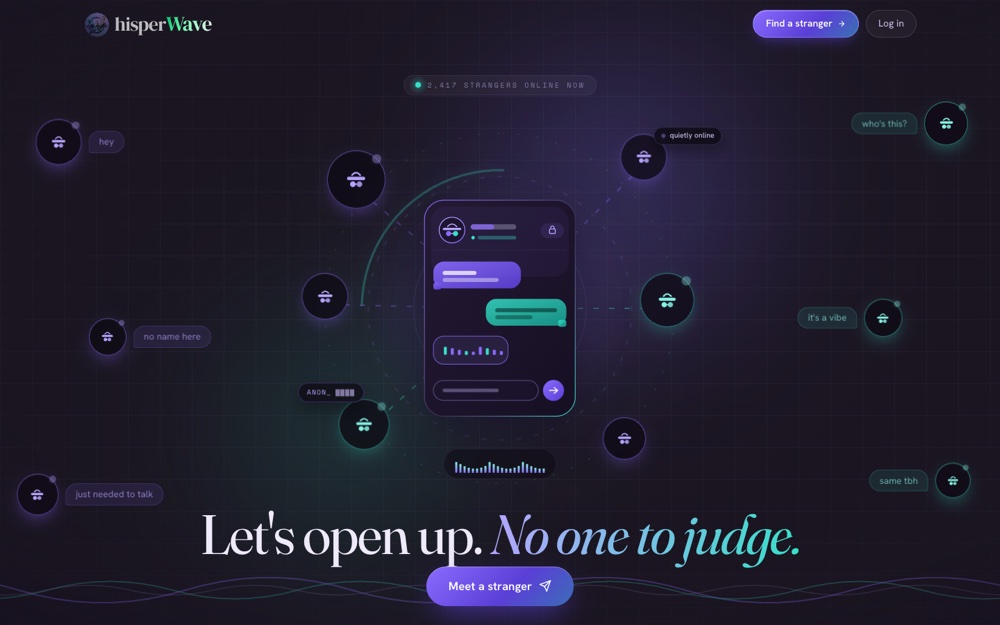 hisperWave
Find a stranger →
Log in
2,417 STRANGERS ONLINE NOW
hey
quietly online
who's this?
no name here
it's a vibe
ANON_ ████
just needed to talk
same tbh
Let's open up. No one to judge.
Meet a stranger